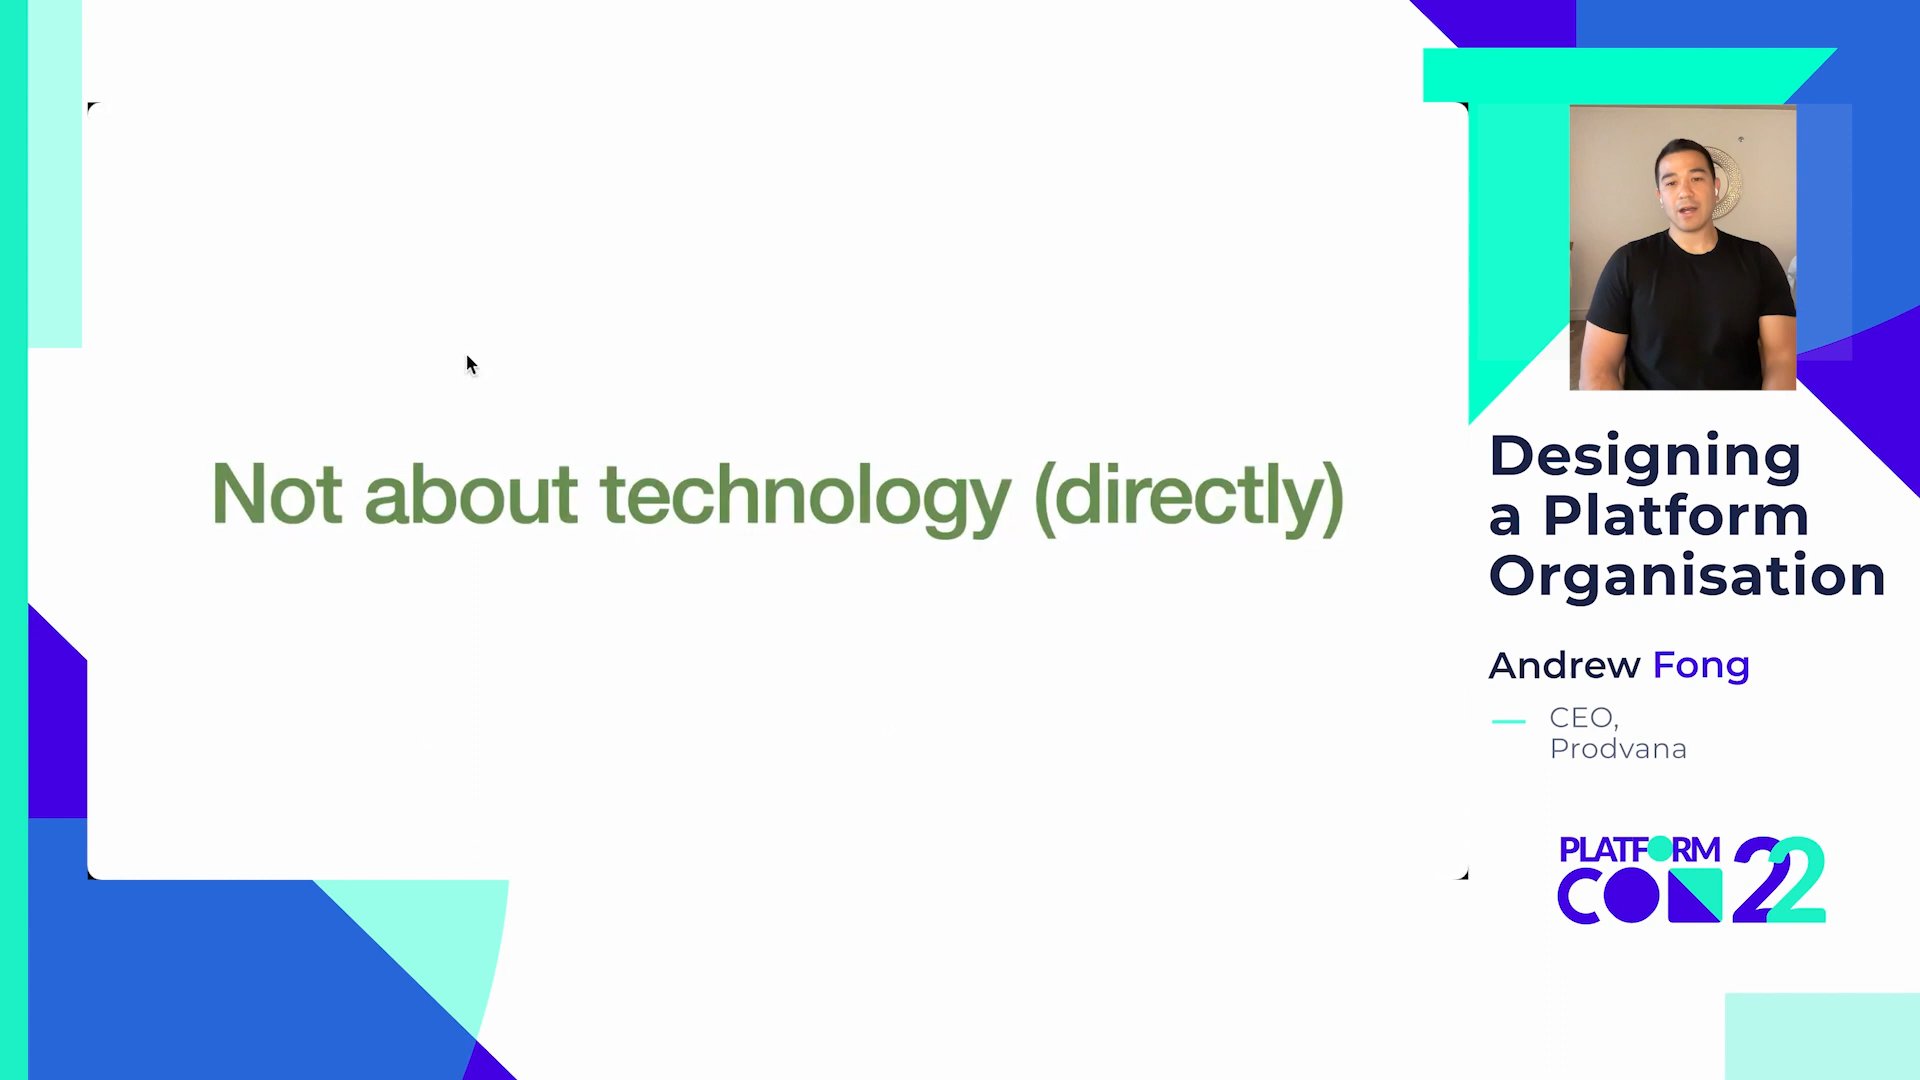 Not about technology (directly)
Designing
a Platform
Organisation
Andrew Fong
CEO,
Prodvana
PLATFORM
CON 22